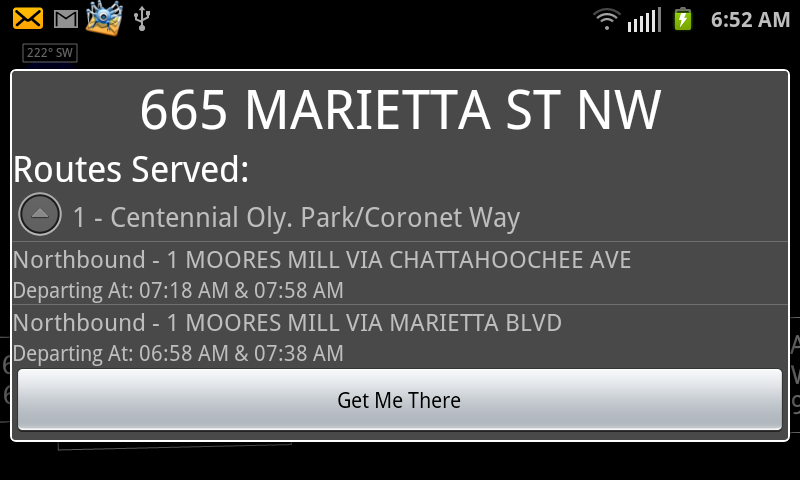 6:52 AM
222° SW
665 MARIETTA ST NW
Routes Served:
1 - Centennial Oly. Park/Coronet Way
Northbound - 1 MOORES MILL VIA CHATTAHOOCHEE AVE
Departing At: 07:18 AM & 07:58 AM
Northbound - 1 MOORES MILL VIA MARIETTA BLVD
Departing At: 06:58 AM & 07:38 AM
Get Me There